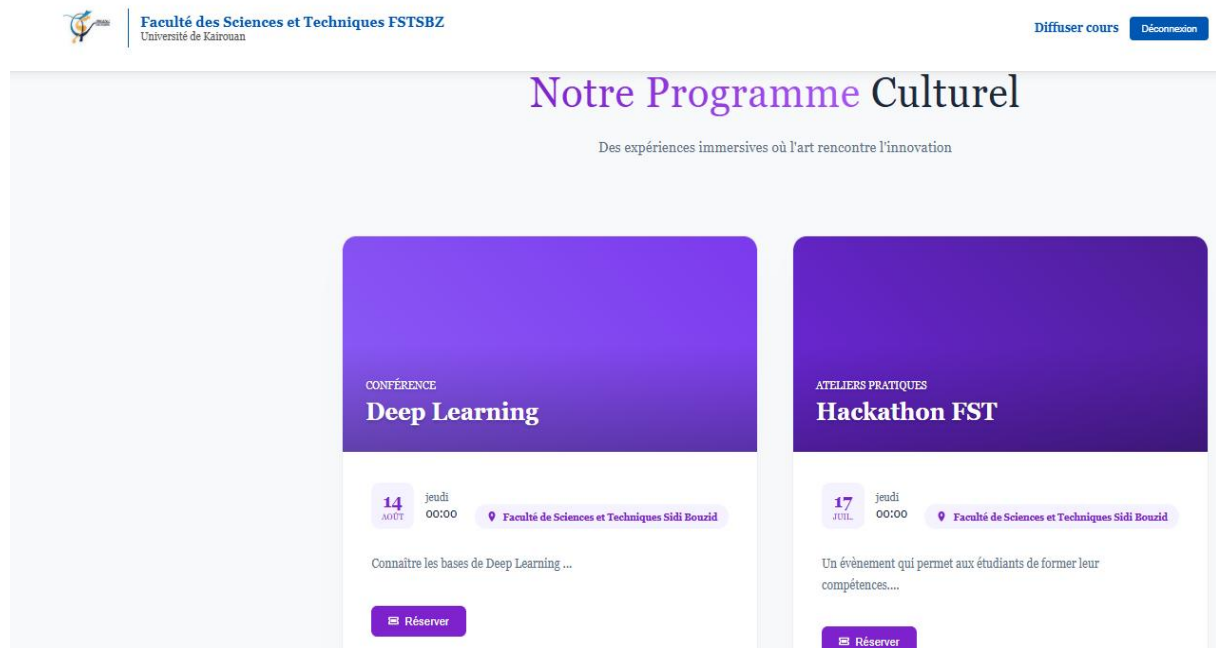 Faculté des Sciences et Techniques FSTSBZ
Université de Kairouan
Diffuser cours
Déconnexion
Notre Programme Culturel
Des expériences immersives où l'art rencontre l'innovation
CONFÉRENCE
Deep Learning
14
AOÛT
jeudi
00:00
Faculté de Sciences et Techniques Sidi Bouzid
Connaître les bases de Deep Learning ...
Réserver
ATELIERS PRATIQUES
Hackathon FST
17
JUIL.
jeudi
00:00
Faculté de Sciences et Techniques Sidi Bouzid
Un évènement qui permet aux étudiants de former leur
compétences....
Réserver